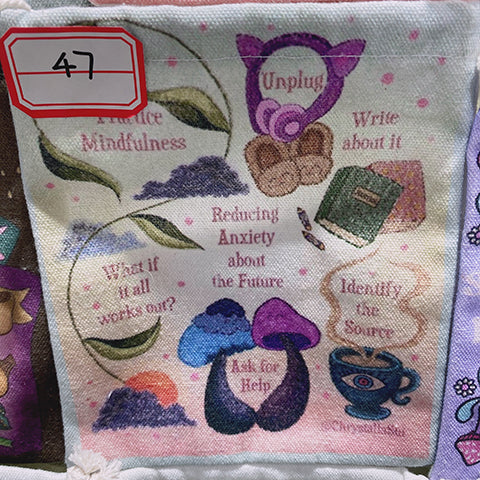 47
Unplug
Practice
Mindfulness
Write
about it
Reducing
Anxiety
about
the Future
What if
it all
works out?
Identify
the
Source
Ask for
Help